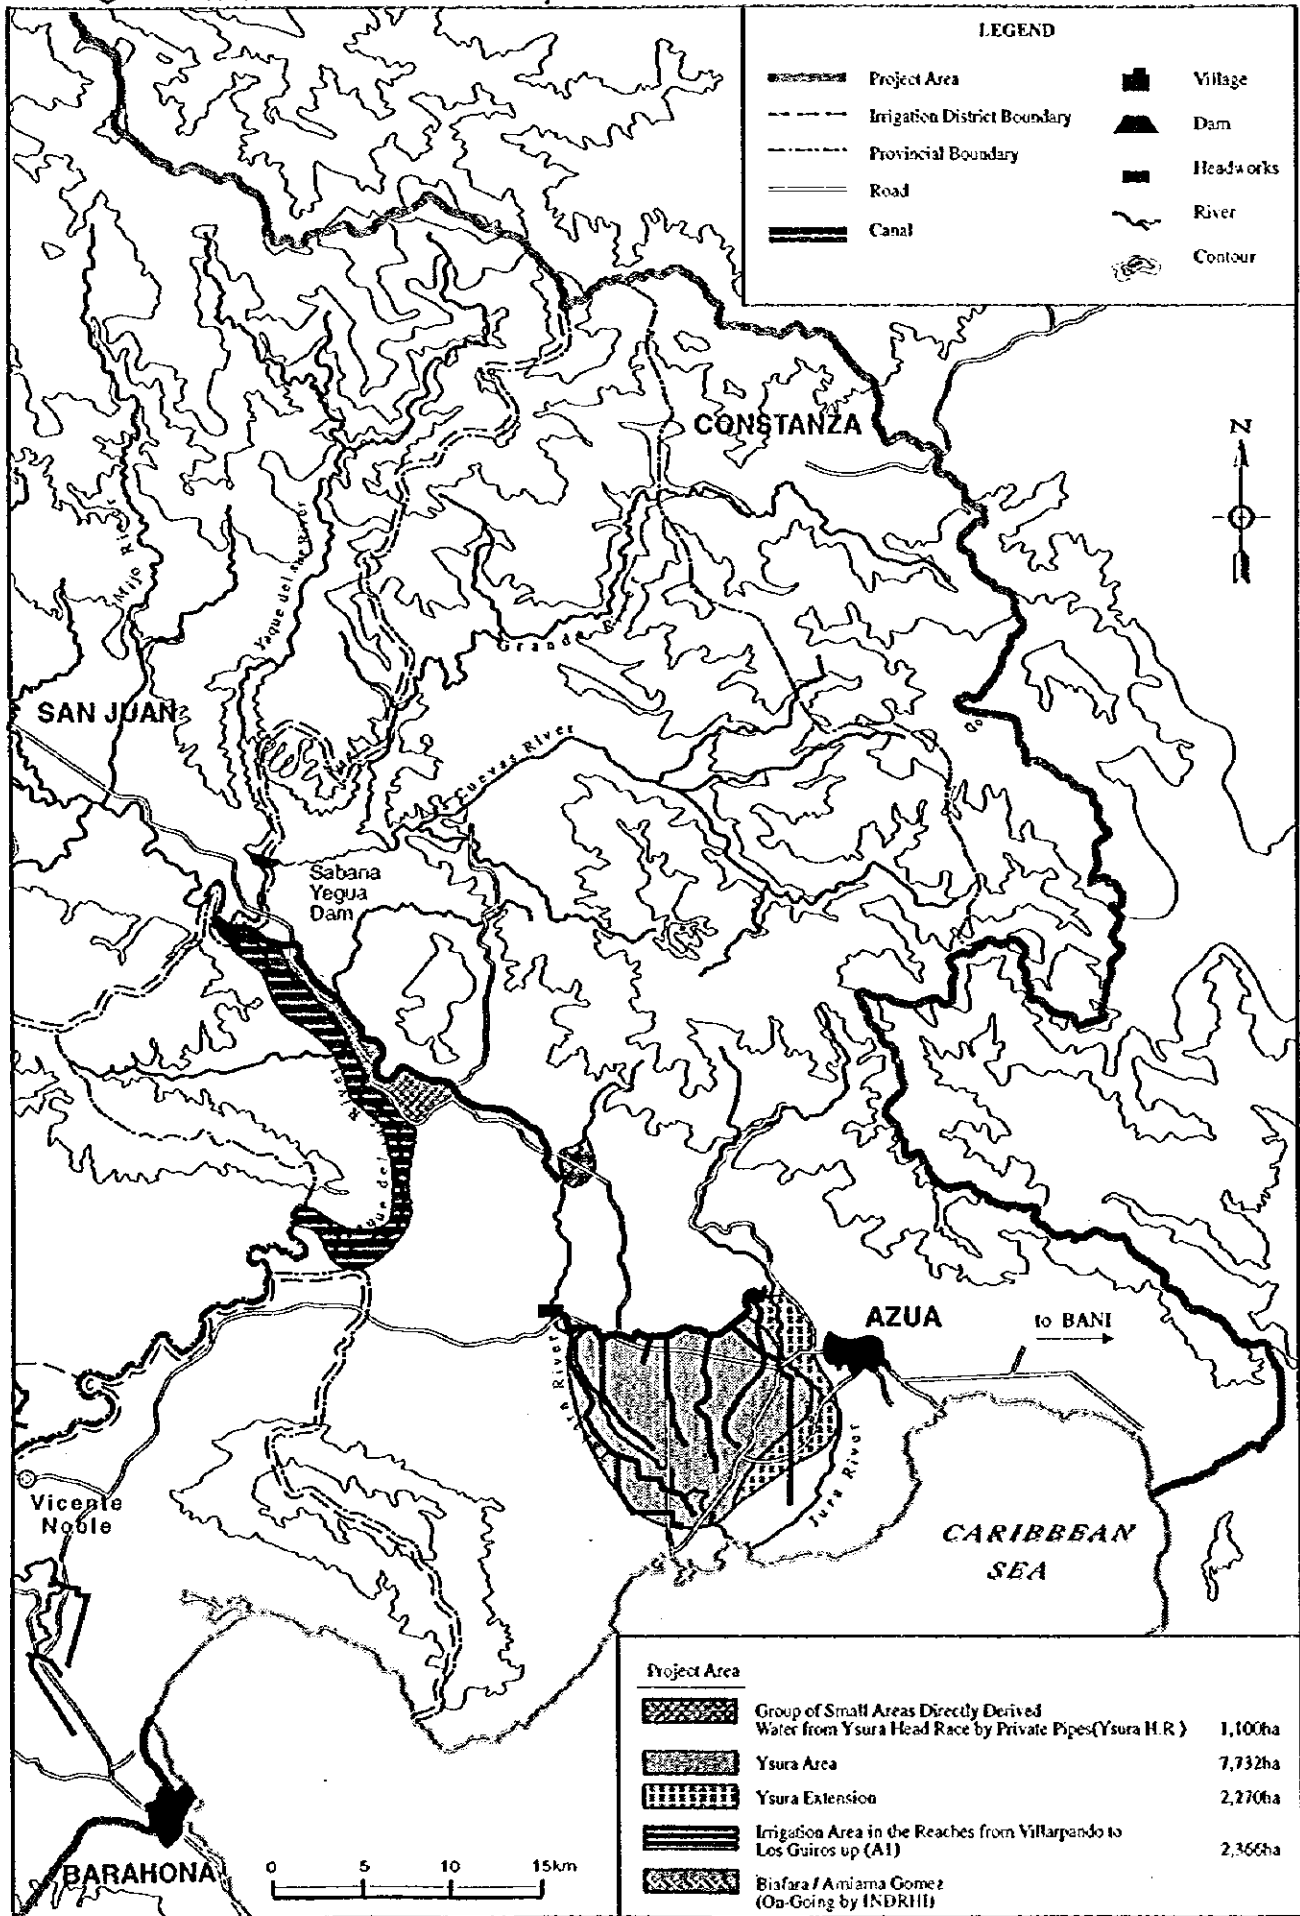 LEGEND
Project Area
Irrigation District Boundary
Provincial Boundary
Road
Canal
Village
Dam
Headworks
River
Contour
CONSTANZA
N
Mijo River
Yaque del sur River
Grande R
SAN JUAN
Cuevas River
Sabana
Yegua
Dam
River
que del
AZUA
to BANI
River
Jura River
Vicente
Noble
CARIBBEAN
SEA
BARAHONA
0 5 10 15km
Project Area
Group of Small Areas Directly Derived
Water from Ysura Head Race by Private Pipes(Ysura H.R.) 1,100ha
Ysura Area 7,732ha
Ysura Extension 2,270ha
Irrigation Area in the Reaches from Villarpando to
Los Guiros up (A1) 2,366ha
Biafara / Amiama Gomez
(On-Going by INDRHI)